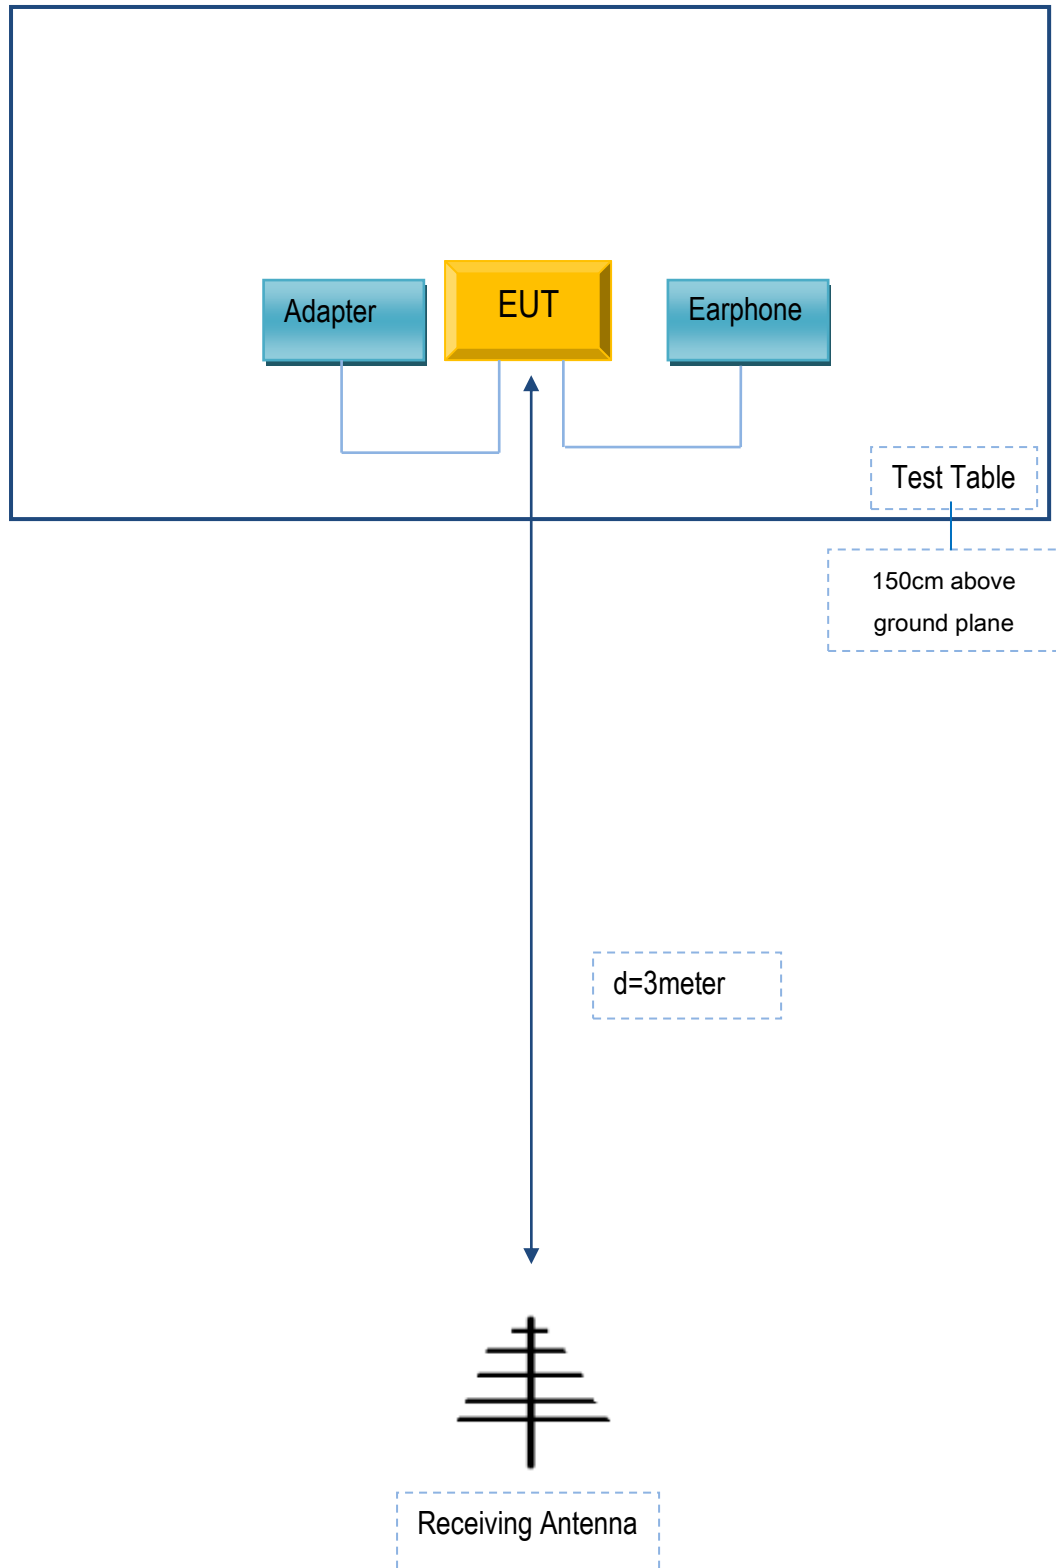 Adapter
EUT
Earphone
Test Table
150cm above
ground plane
d=3meter
Receiving Antenna